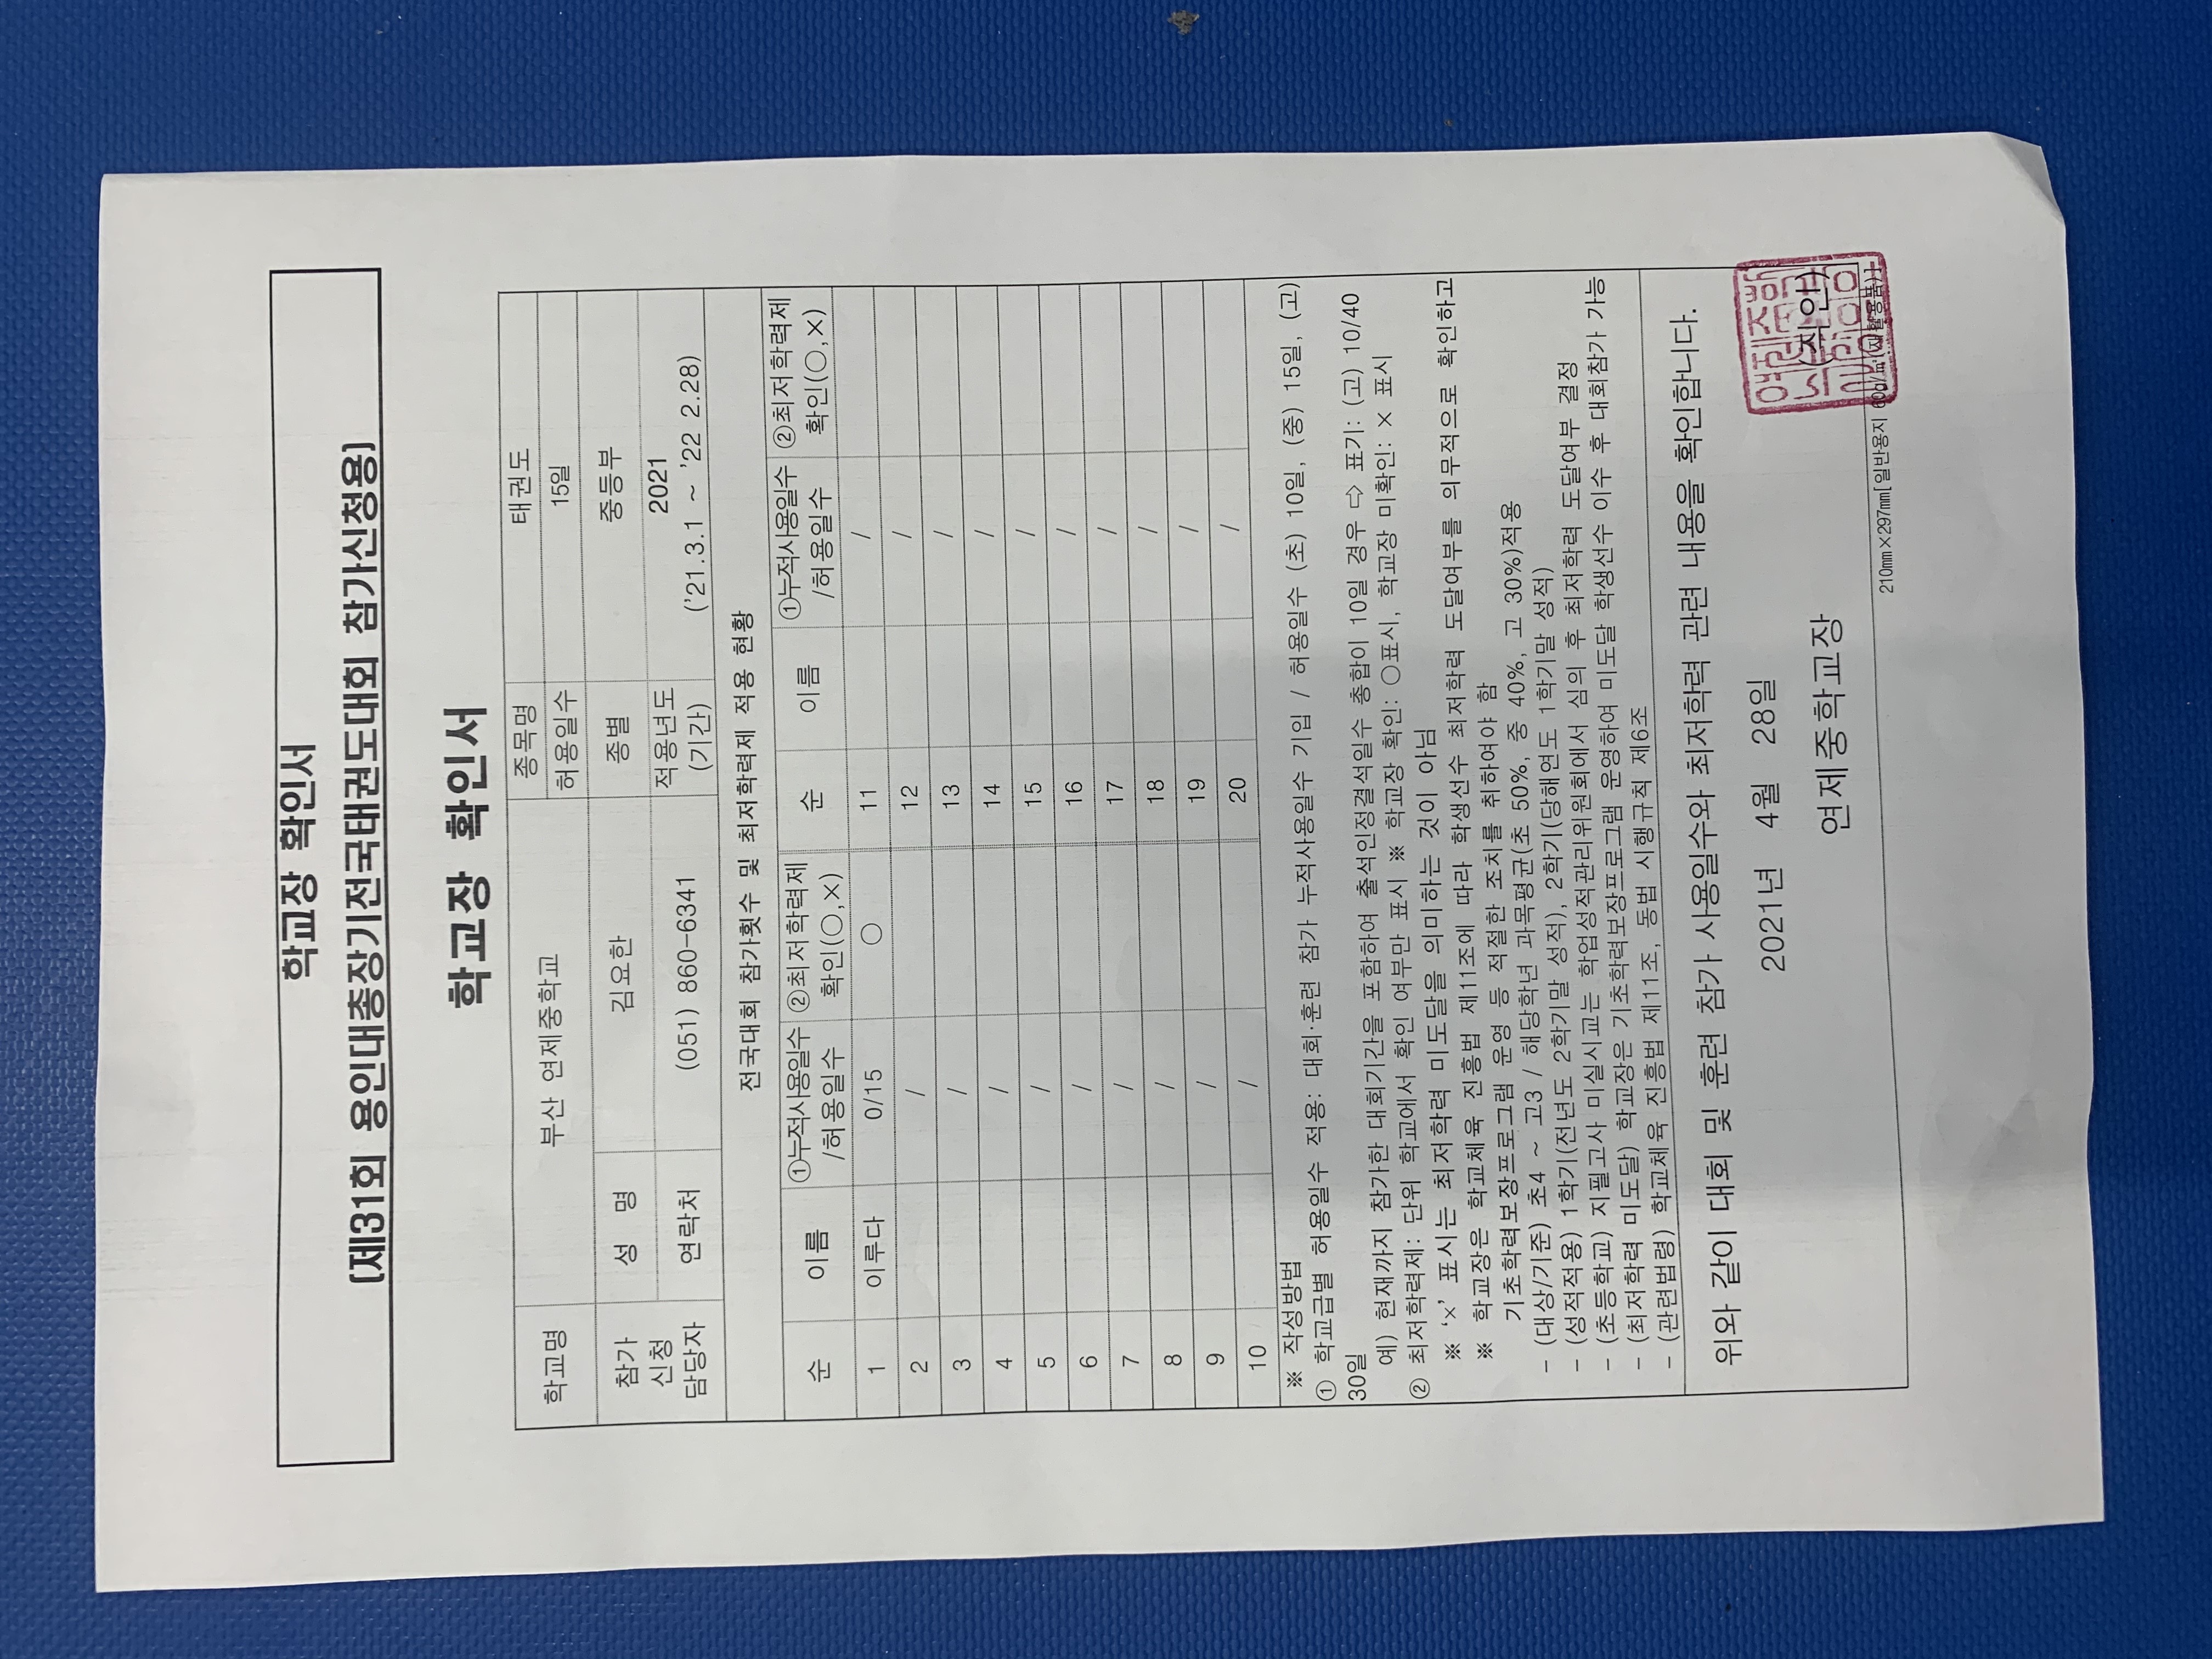 학교장 확인서
[제31회 용인대총장기전국태권도대회 참가신청용]
학교장 확인서
학교명 부산 연제중학교 종목명 태권도
허용일수 15일
참가 신청 담당자 성 명 김요한 종별 중등부
연락처 (051) 860-6341 적용년도 (기간) 2021 ('21.3.1 ~ '22 2.28)
전국대회 참가횟수 및 최저학력제 적용 현황
순 이름 ①누적사용일수 /허용일수 ②최저학력제 확인(○,×) 순 이름 ①누적사용일수 /허용일수 ②최저학력제 확인(○,×)
1 이루다 0/15 ○ 11 /
2 / 12 /
3 / 13 /
4 / 14 /
5 / 15 /
6 / 16 /
7 / 17 /
8 / 18 /
9 / 19 /
10 / 20 /
※ 작성방법
① 학교급별 허용일수 적용: 대회·훈련 참가 누적사용일수 기입 / 허용일수 (초) 10일, (중) 15일, (고)
30일
예) 현재까지 참가한 대회기간을 포함하여 출석인정결석일수 총합이 10일 경우 ⇨ 표기: (고) 10/40
② 최저학력제: 단위 학교에서 확인 여부만 표시 ※ 학교장 확인: ○표시, 학교장 미확인: × 표시
※ '×' 표시는 최저학력 미도달을 의미하는 것이 아님
※ 학교장은 학교체육 진흥법 제11조에 따라 학생선수 최저학력 도달여부를 의무적으로 확인하고
기초학력보장프로그램 운영 등 적절한 조치를 취하여야 함
- (대상/기준) 초4 ~ 고3 / 해당학년 과목평균(초 50%, 중 40%, 고 30%)적용
- (성적적용) 1학기(전년도 2학기말 성적), 2학기(당해연도 1학기말 성적)
- (초등학교) 지필고사 미실시교는 학업성적관리위원회에서 심의 후 최저학력 도달여부 결정
- (최저학력 미도달) 학교장은 기초학력보장프로그램 운영하여 미도달 학생선수 이수 후 대회참가 가능
- (관련법령) 학교체육 진흥법 제11조, 동법 시행규칙 제6조
위와 같이 대회 및 훈련 참가 사용일수와 최저학력 관련 내용을 확인합니다.
2021년 4월 28일
연제중학교장 (직인)
210㎜×297㎜[일반용지 60g/㎡(재활용품)]